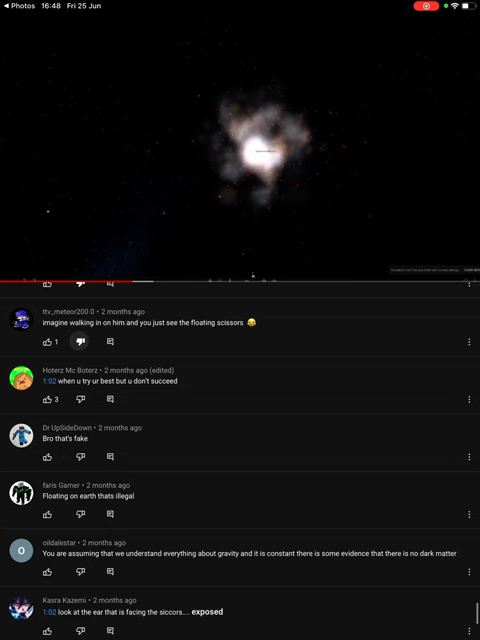 Photos 16:48 Fri 25 Jun
ttv_meteor200 0 • 2 months ago
imagine walking in on him and you just see the floating scissors 😂
1
Hoterz Mc Boterz • 2 months ago (edited)
1:02 when u try ur best but u don't succeed
3
Dr UpSideDown • 2 months ago
Bro that's fake
faris Gamer • 2 months ago
Floating on earth thats illegal
O
oildalestar • 2 months ago
You are assuming that we understand everything about gravity and it is constant there is some evidence that there is no dark matter
Kasra Kazemi • 2 months ago
1:02 look at the ear that is facing the siccors.... exposed